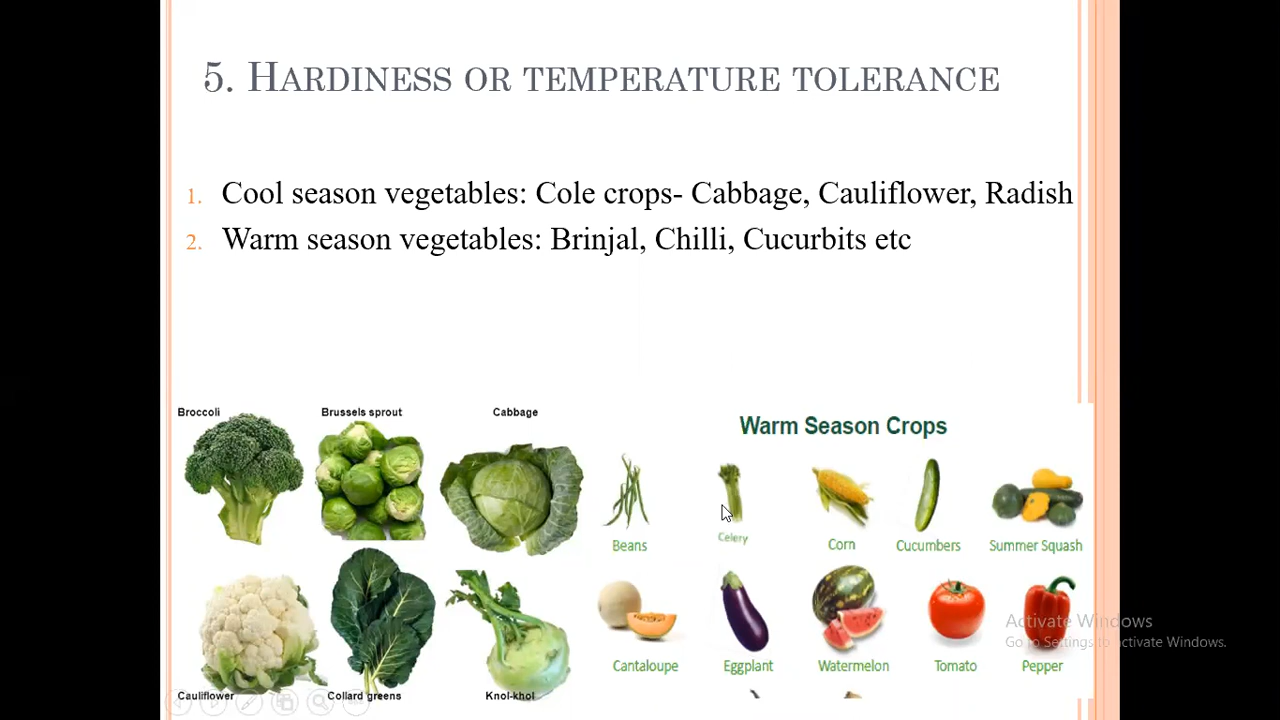 5. HARDINESS OR TEMPERATURE TOLERANCE
1. Cool season vegetables: Cole crops- Cabbage, Cauliflower, Radish
2. Warm season vegetables: Brinjal, Chilli, Cucurbits etc
Broccoli
Brussels sprout
Cabbage
Cauliflower
Collard greens
Knol-khol
Warm Season Crops
Beans
Celery
Corn
Cucumbers
Summer Squash
Cantaloupe
Eggplant
Watermelon
Tomato
Pepper
Activate Windows
Go to Settings to activate Windows.